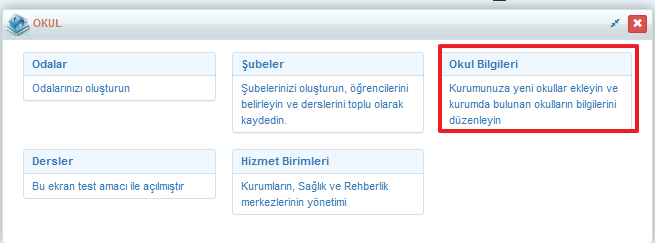 OKUL
Odalar
Odalarınızı oluşturun
Şubeler
Şubelerinizi oluşturun, öğrencilerini
belirleyin ve derslerini toplu olarak
kaydedin.
Okul Bilgileri
Kurumunuza yeni okullar ekleyin ve
kurumda bulunan okulların bilgilerini
düzenleyin
Dersler
Bu ekran test amacı ile açılmıştır
Hizmet Birimleri
Kurumların, Sağlık ve Rehberlik
merkezlerinin yönetimi